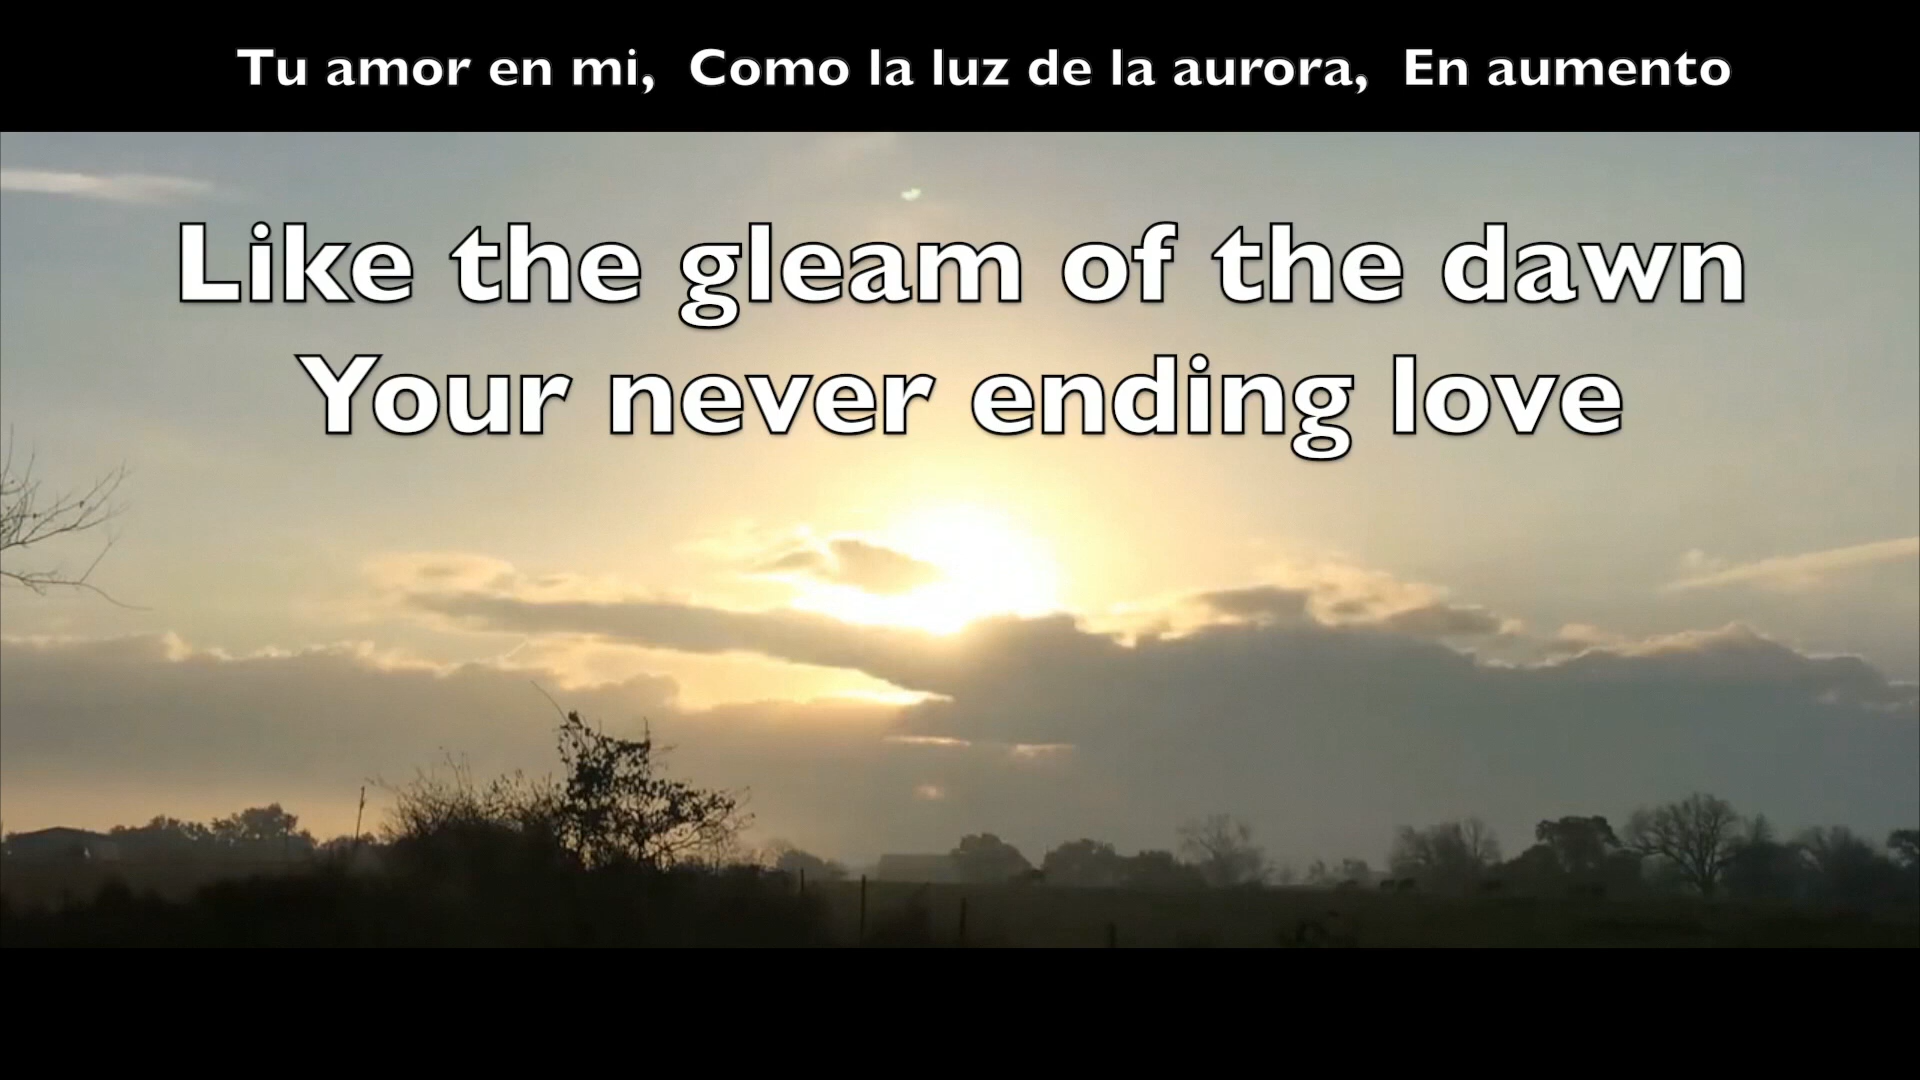 Tu amor en mi,  Como la luz de la aurora,  En aumento
Like the gleam of the dawn
Your never ending love